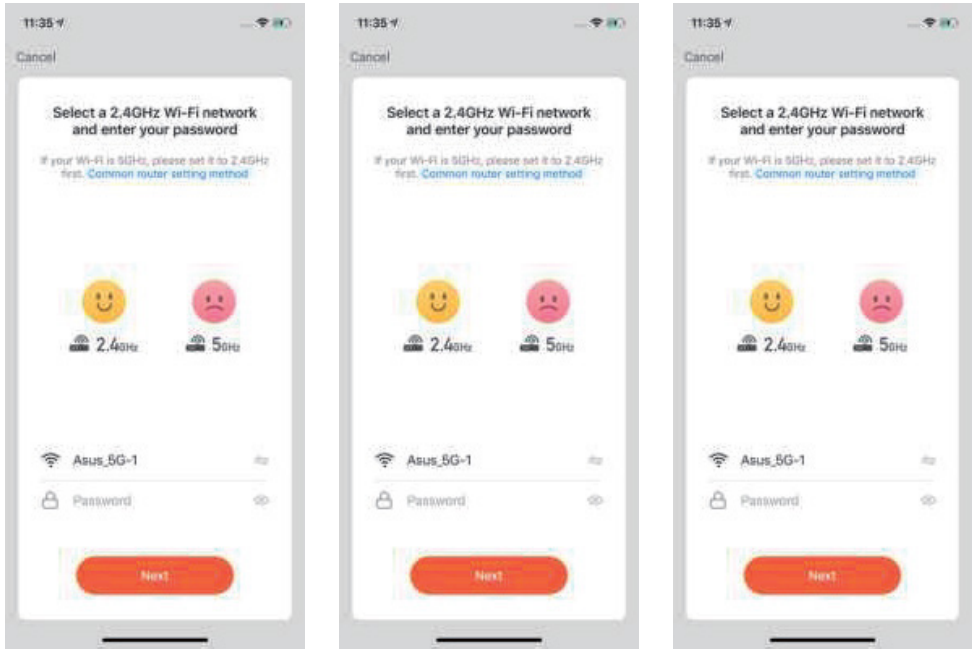 11:35
Cancel
Select a 2.4GHz Wi-Fi network
and enter your password
If your Wi-Fi is 5GHz, please set it to 2.4GHz
first. Common router setting method
2.4GHz
5GHz
Asus_5G-1
Password
Next
11:35
Cancel
Select a 2.4GHz Wi-Fi network
and enter your password
If your Wi-Fi is 5GHz, please set it to 2.4GHz
first. Common router setting method
2.4GHz
5GHz
Asus_5G-1
Password
Next
11:35
Cancel
Select a 2.4GHz Wi-Fi network
and enter your password
If your Wi-Fi is 5GHz, please set it to 2.4GHz
first. Common router setting method
2.4GHz
5GHz
Asus_5G-1
Password
Next